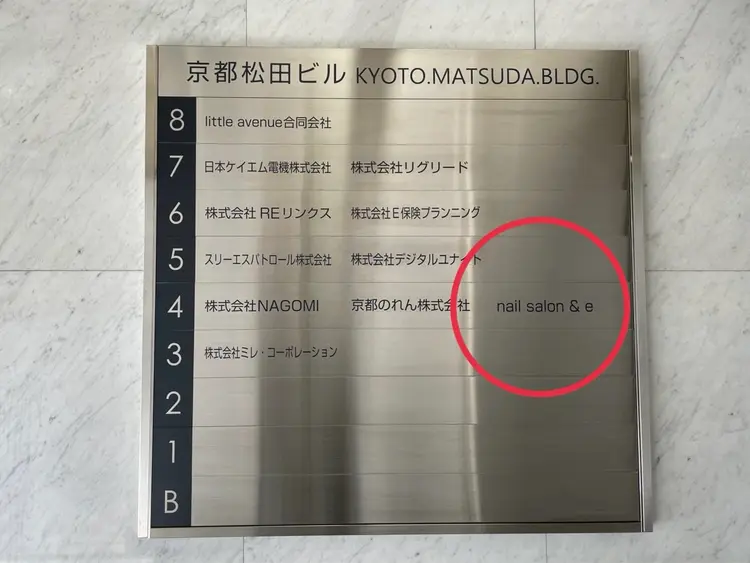 京都松田ビル KYOTO.MATSUDA.BLDG.
8 little avenue合同会社
7 日本ケイエム電機株式会社 株式会社リグリード
6 株式会社REリンクス 株式会社E保険プランニング
5 スリーエスパトロール株式会社 株式会社デジタルユナイト
4 株式会社NAGOMI 京都のれん株式会社 nail salon & e
3 株式会社ミレ・コーポレーション
2
1
B